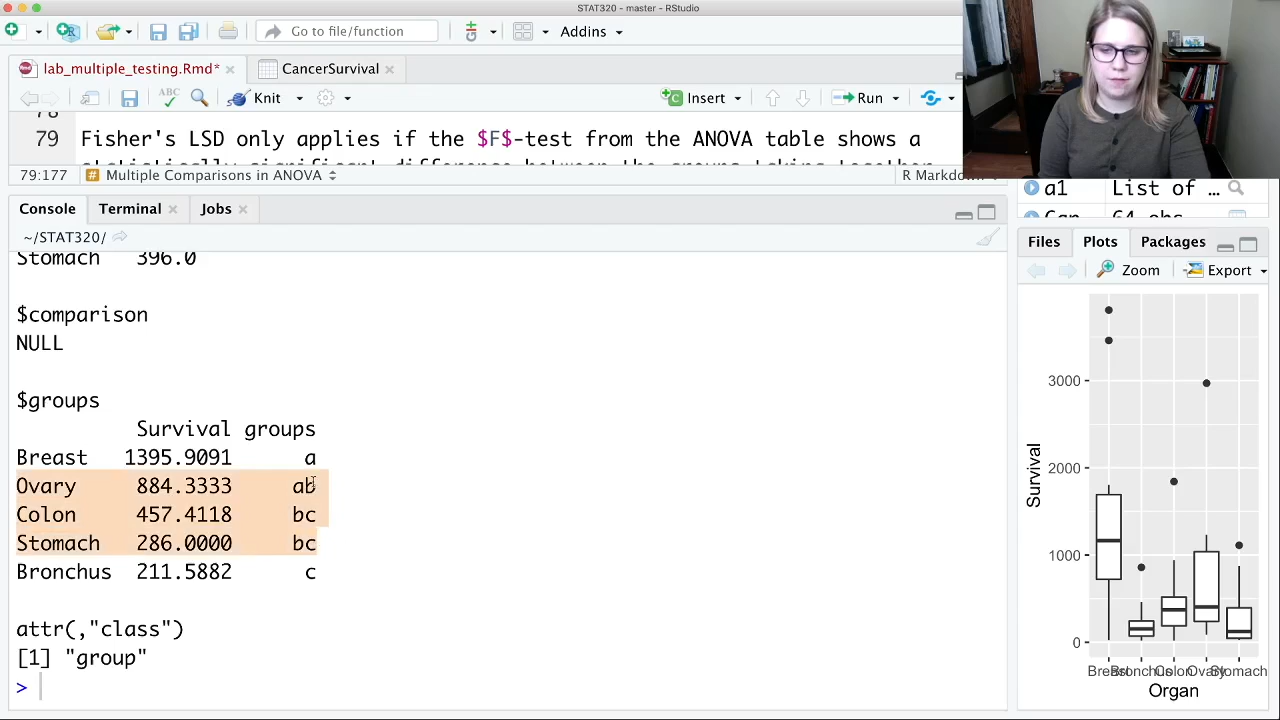 STAT320 - master - RStudio
Go to file/function
Addins
lab_multiple_testing.Rmd*
CancerSurvival
ABC
Knit
Insert
Run
79 Fisher's LSD only applies if the $F$-test from the ANOVA table shows a
79:177 # Multiple Comparisons in ANOVA
R Markdown
Console
Terminal
Jobs
~/STAT320/
Stomach 396.0
$comparison
NULL
$groups
Survival groups
Breast 1395.9091 a
Ovary 884.3333 ab
Colon 457.4118 bc
Stomach 286.0000 bc
Bronchus 211.5882 c
attr(,"class")
[1] "group"
>
a1 List of …
Files
Plots
Packages
Zoom
Export
Survival
3000
2000
1000
0
Organ